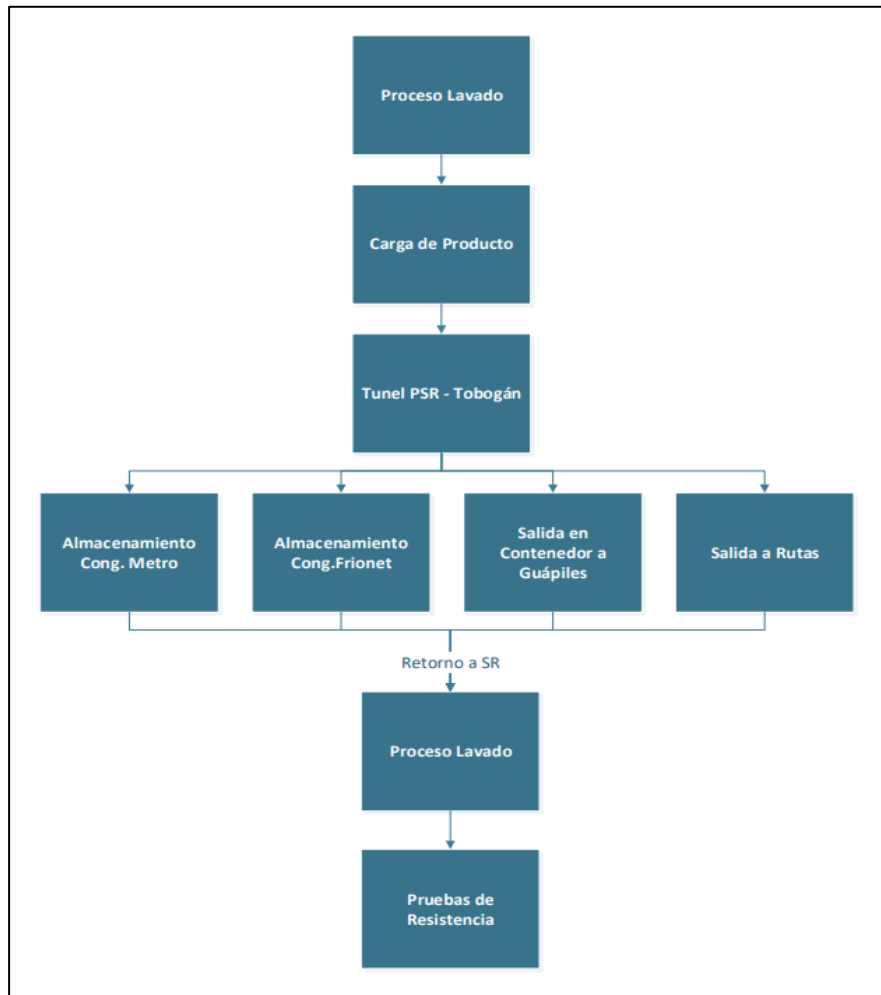 Proceso Lavado
Carga de Producto
Tunel PSR - Tobogán
Almacenamiento
Cong. Metro
Almacenamiento
Cong.Frionet
Salida en
Contenedor a
Guápiles
Salida a Rutas
Retorno a SR
Proceso Lavado
Pruebas de
Resistencia